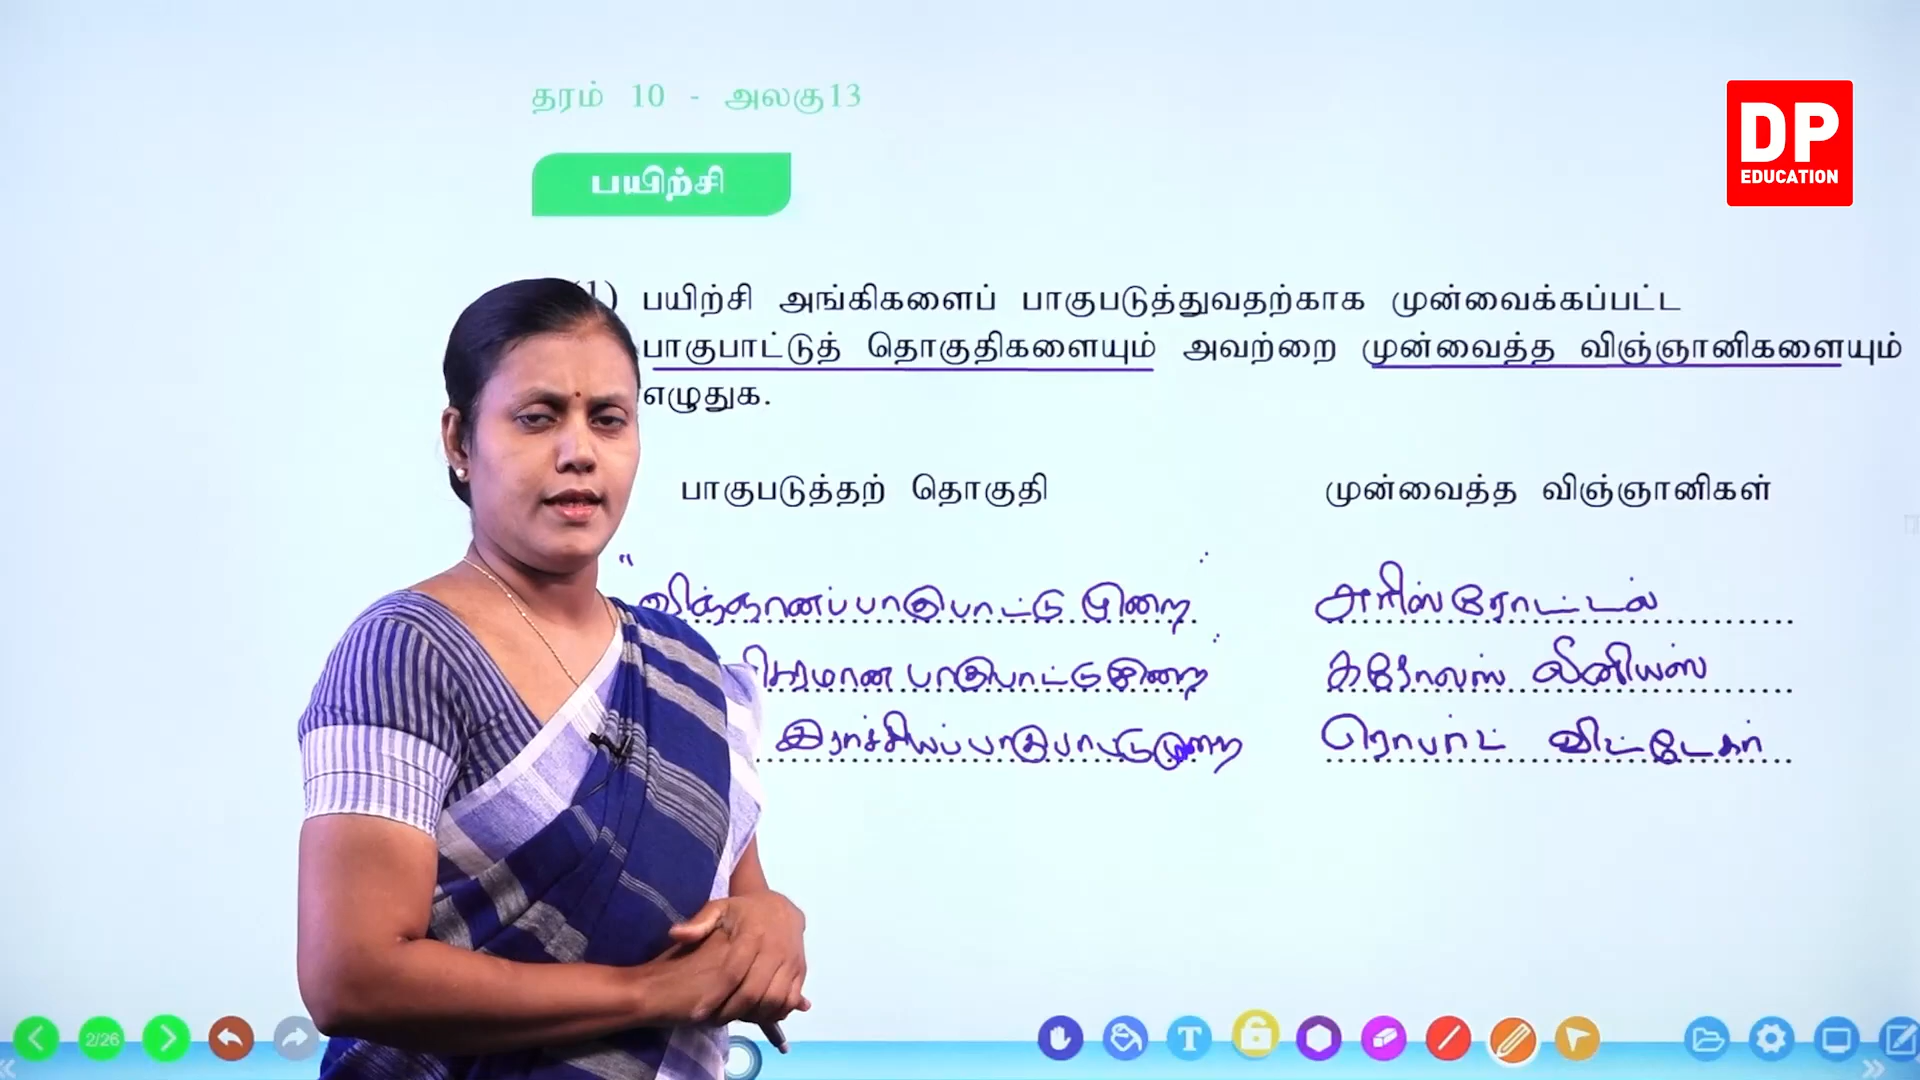 தரம் 10 - அலகு13
DP
EDUCATION
பயிற்சி
(1) பயிற்சி அங்கிகளைப் பாகுபடுத்துவதற்காக முன்வைக்கப்பட்ட
பாகுபாட்டுத் தொகுதிகளையும் அவற்றை முன்வைத்த விஞ்ஞானிகளையும்
எழுதுக.
பாகுபடுத்தற் தொகுதி முன்வைத்த விஞ்ஞானிகள்
விஞ்ஞானப்பாகுபாட்டு முறை அரிஸ்ரோட்டல்
பாகுபாட்டு முறை கரோலஸ் லீனியஸ்
இராச்சியப்பாகுபாட்டுமுறை ரொபர்ட் விட்டேகர்
2/26